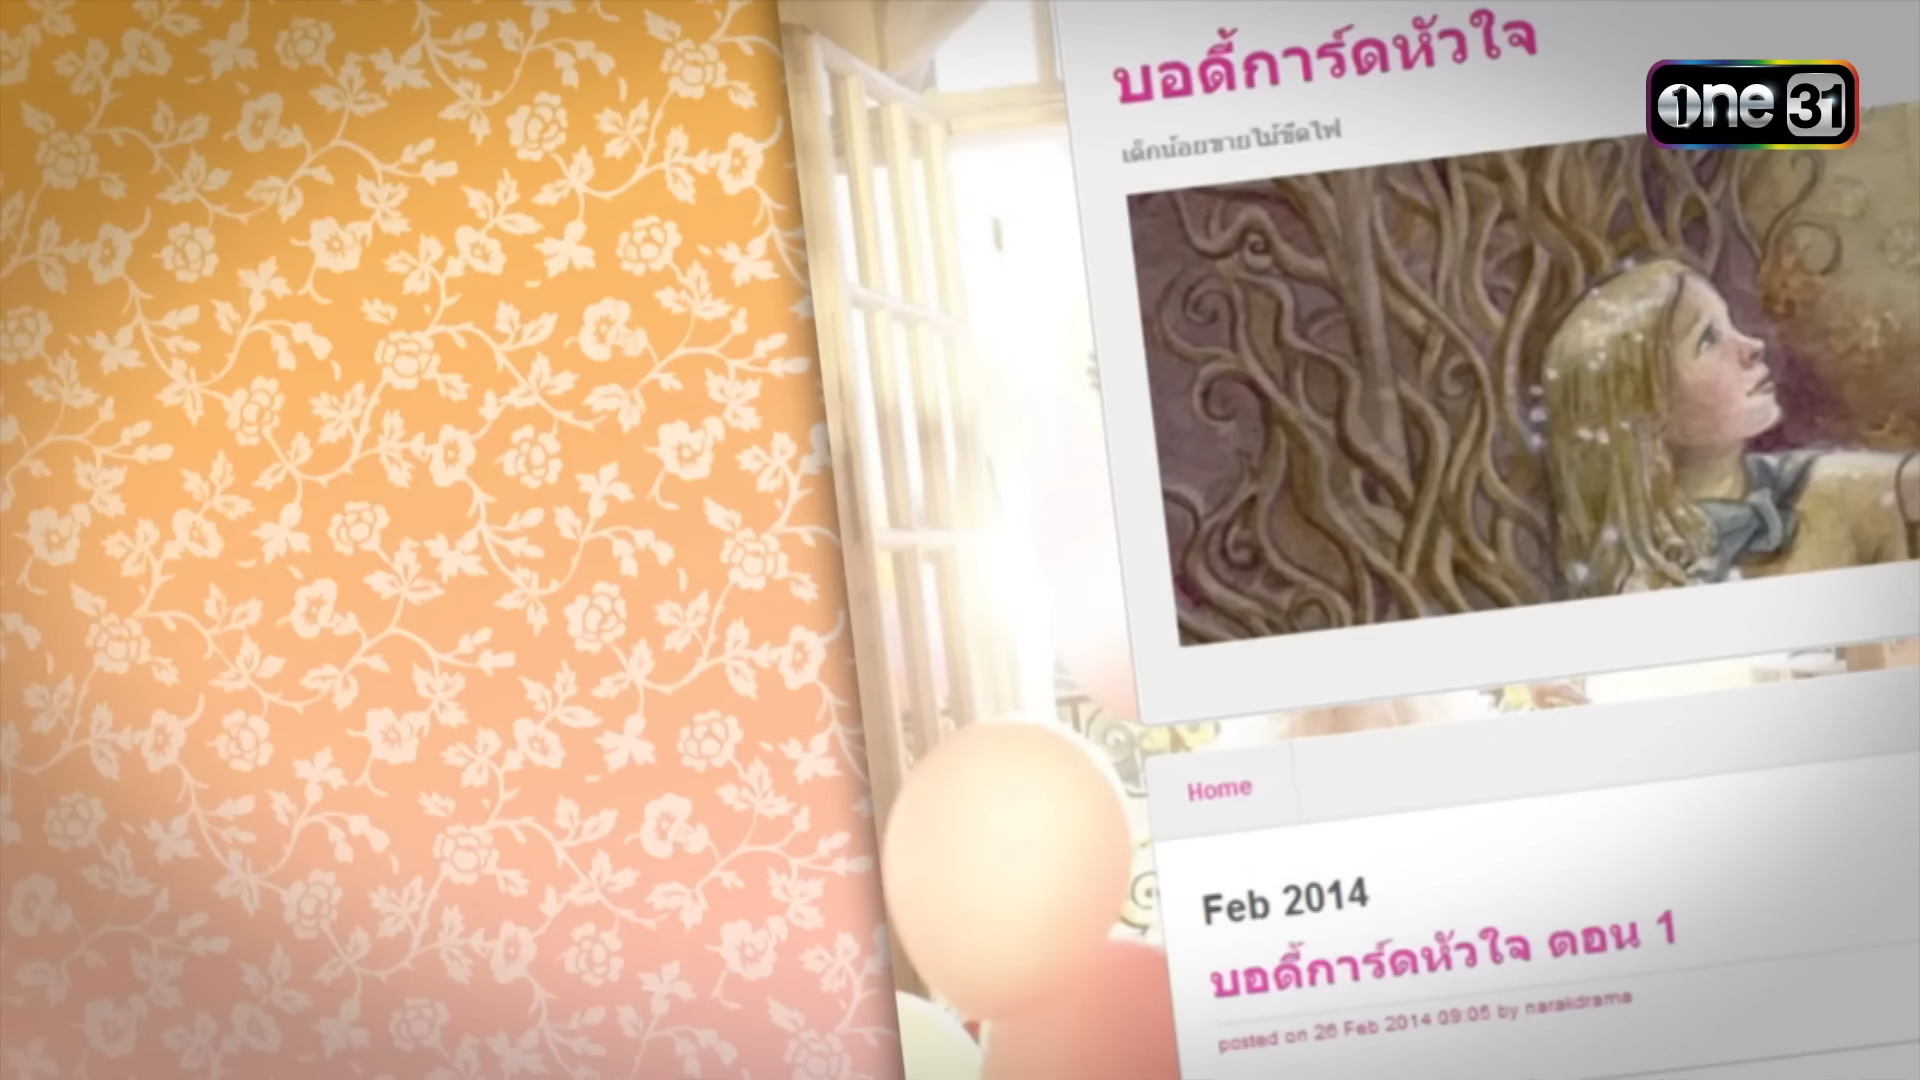 บอดี้การ์ดหัวใจ
one 31
เด็กน้อยขายไม้ขีดไฟ
Home
Feb 2014
บอดี้การ์ดหัวใจ ตอน 1
posted on 26 Feb 2014 09:05 by narakdrama